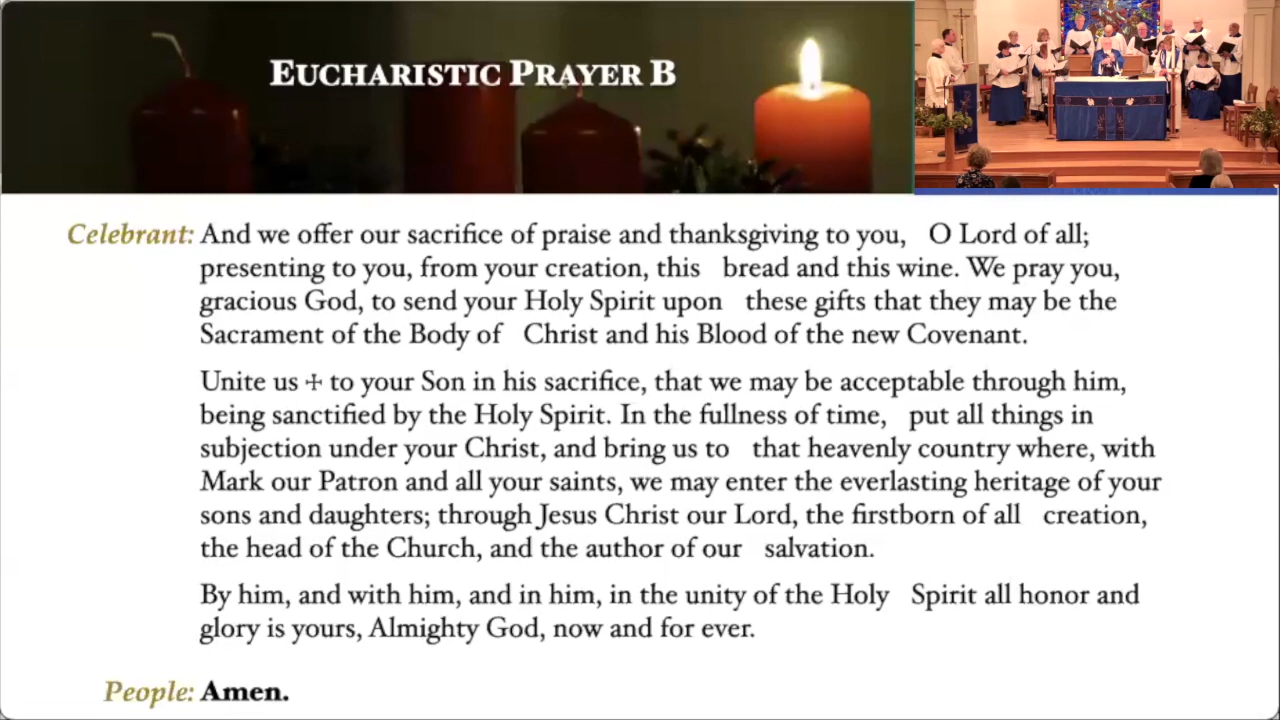 EUCHARISTIC PRAYER B
Celebrant: And we offer our sacrifice of praise and thanksgiving to you, O Lord of all;
presenting to you, from your creation, this bread and this wine. We pray you,
gracious God, to send your Holy Spirit upon these gifts that they may be the
Sacrament of the Body of Christ and his Blood of the new Covenant.
Unite us ☩ to your Son in his sacrifice, that we may be acceptable through him,
being sanctified by the Holy Spirit. In the fullness of time, put all things in
subjection under your Christ, and bring us to that heavenly country where, with
Mark our Patron and all your saints, we may enter the everlasting heritage of your
sons and daughters; through Jesus Christ our Lord, the firstborn of all creation,
the head of the Church, and the author of our salvation.
By him, and with him, and in him, in the unity of the Holy Spirit all honor and
glory is yours, Almighty God, now and for ever.
People: Amen.